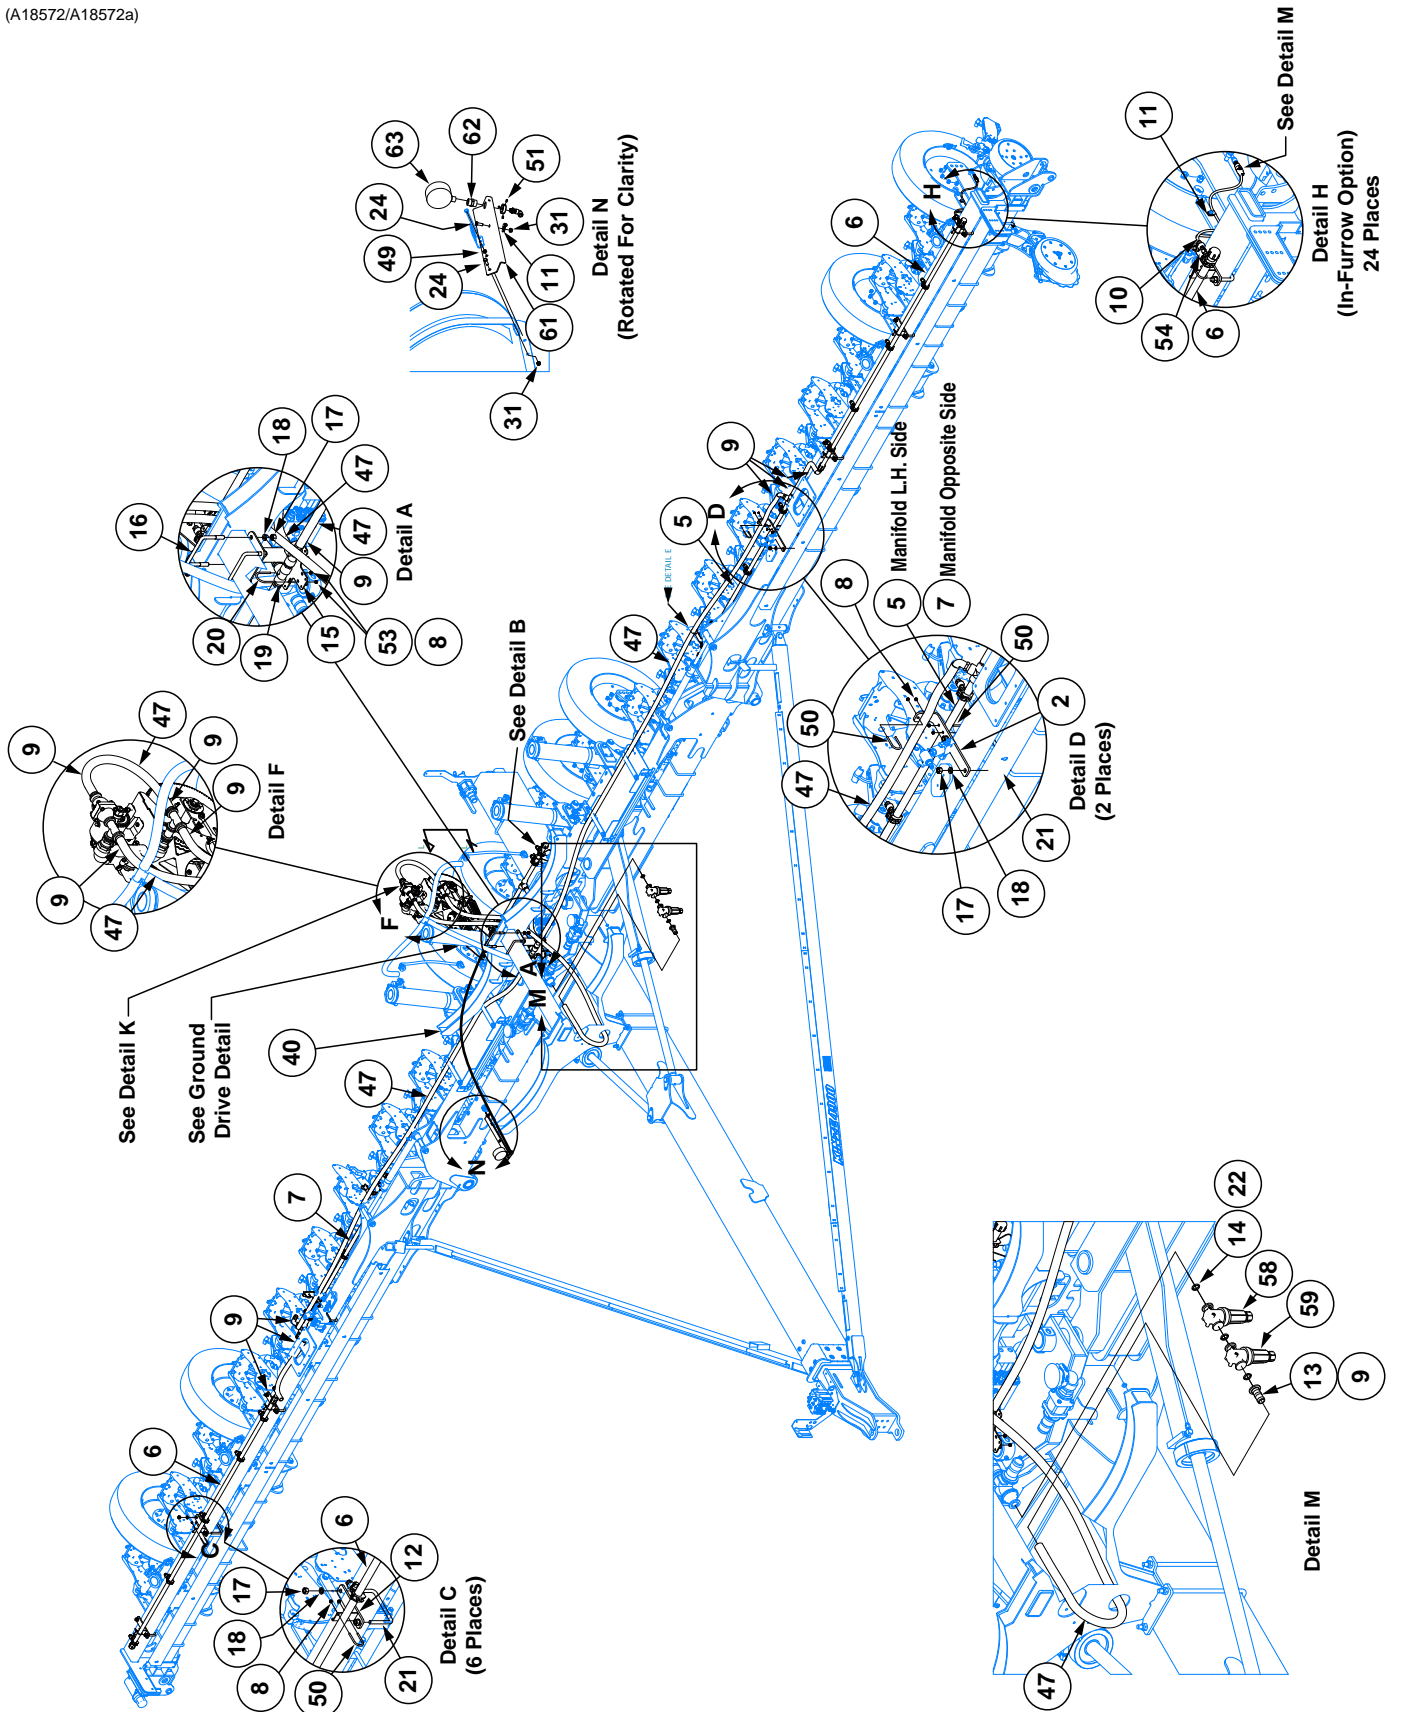 (A18572/A18572a)
See Detail M
11
10
54
6
Detail H
(In-Furrow Option)
24 Places
H
63
62
51
24
49
24
31
11
61
31
Detail N
(Rotated For Clarity)
6
18
17
47
16
47
9
Detail A
20
19
15
53
8
9
5
D
DETAIL E
47
8
5
Manifold L.H. Side
7
Manifold Opposite Side
50
50
2
47
Detail D
(2 Places)
21
17
18
9
47
9
9
Detail F
9
47
See Detail B
F
A
M
See Detail K
See Ground
Drive Detail
40
47
N
7
9
6
C
6
17
12
18
8
50
21
Detail C
(6 Places)
22
14
58
59
13
9
47
Detail M